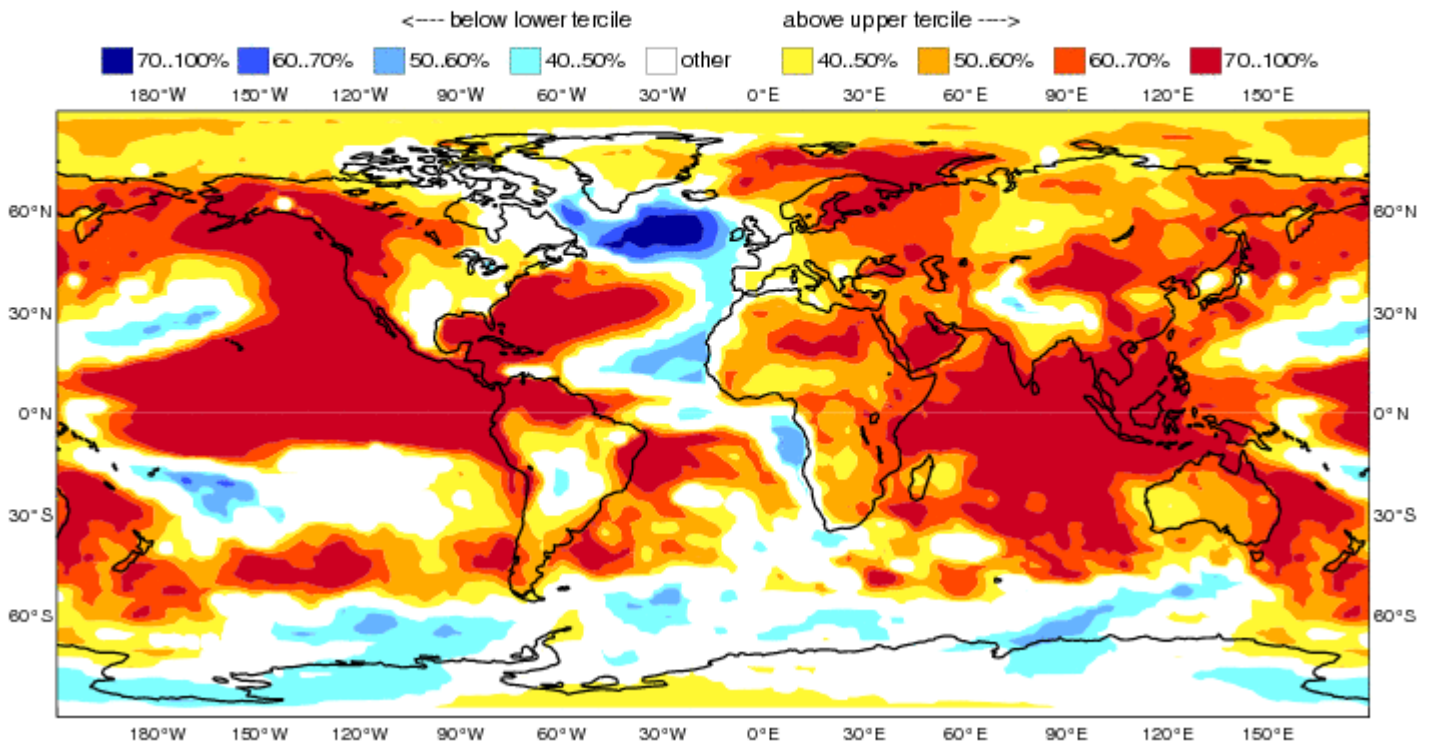 <---- below lower tercile above upper tercile ---->
70..100% 60..70% 50..60% 40..50% other 40..50% 50..60% 60..70% 70..100%
180°W 150°W 120°W 90°W 60°W 30°W 0°E 30°E 60°E 90°E 120°E 150°E
60°N 60°N
30°N 30°N
0°N 0°N
30°S 30°S
60°S 60°S
180°W 150°W 120°W 90°W 60°W 30°W 0°E 30°E 60°E 90°E 120°E 150°E